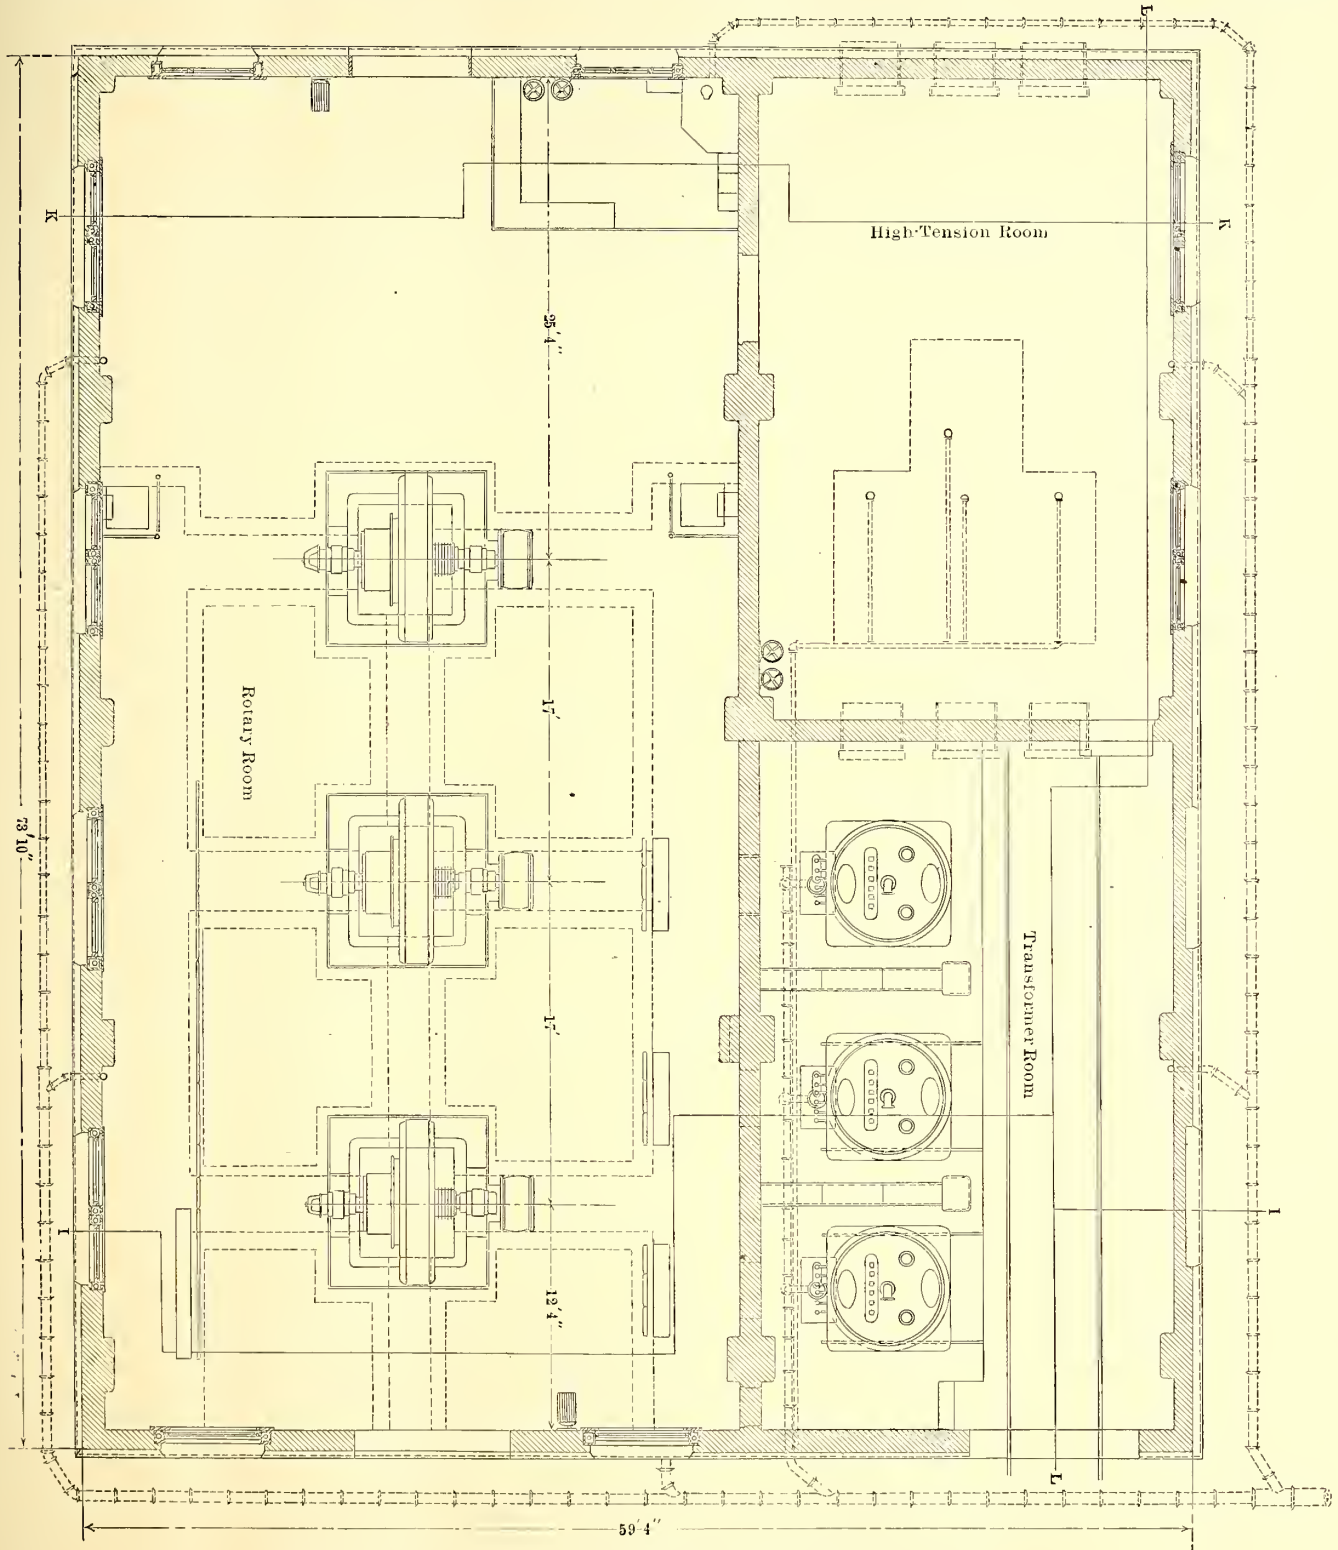 L
K
K
High-Tension Room
25'4"
Rotary Room
17'
73'10"
Transformer Room
17'
I
I
12'4"
L
59'4"